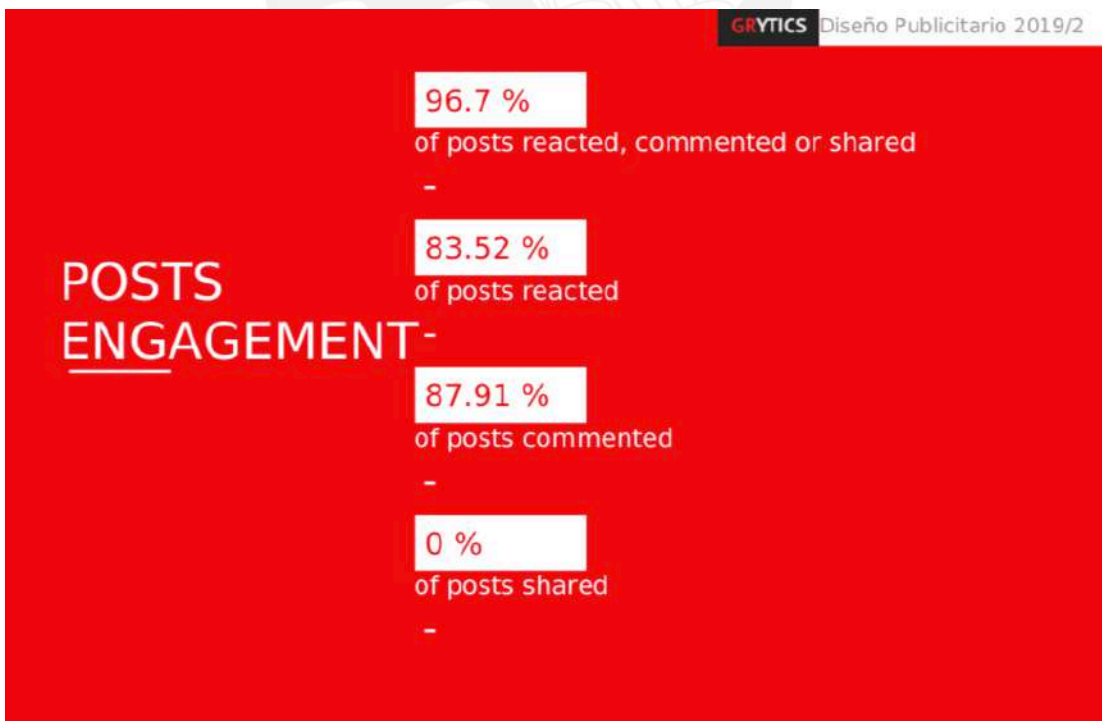 GRYTICS Diseño Publicitario 2019/2
96.7 %
of posts reacted, commented or shared
-
83.52 %
of posts reacted
-
POSTS
ENGAGEMENT
87.91 %
of posts commented
-
0 %
of posts shared
-